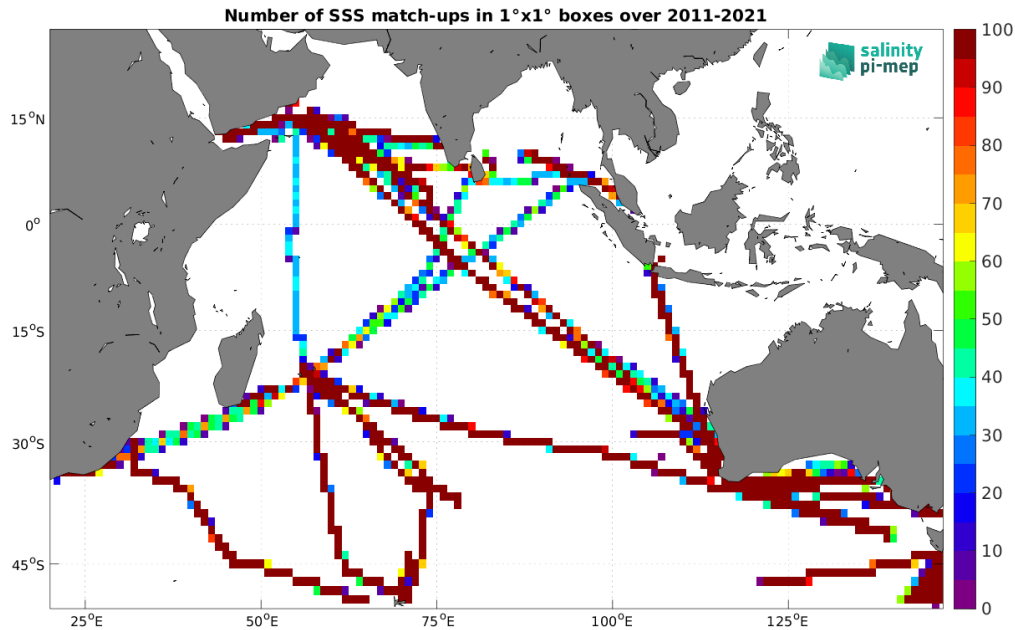 Number of SSS match-ups in 1°x1° boxes over 2011-2021
salinity
pi-mep
15°N
0°
15°S
30°S
45°S
25°E
50°E
75°E
100°E
125°E
100
90
80
70
60
50
40
30
20
10
0